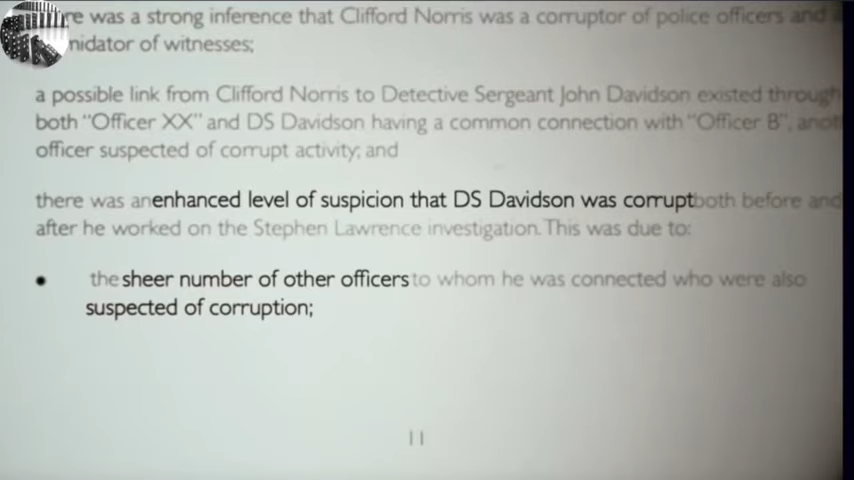 re was a strong inference that Clifford Norris was a corruptor of police officers and
nidator of witnesses;
a possible link from Clifford Norris to Detective Sergeant John Davidson existed through
both "Officer XX" and DS Davidson having a common connection with "Officer B", anot
officer suspected of corrupt activity; and
there was an enhanced level of suspicion that DS Davidson was corrupt both before and
after he worked on the Stephen Lawrence investigation. This was due to:
• the sheer number of other officers to whom he was connected who were also
suspected of corruption;
11